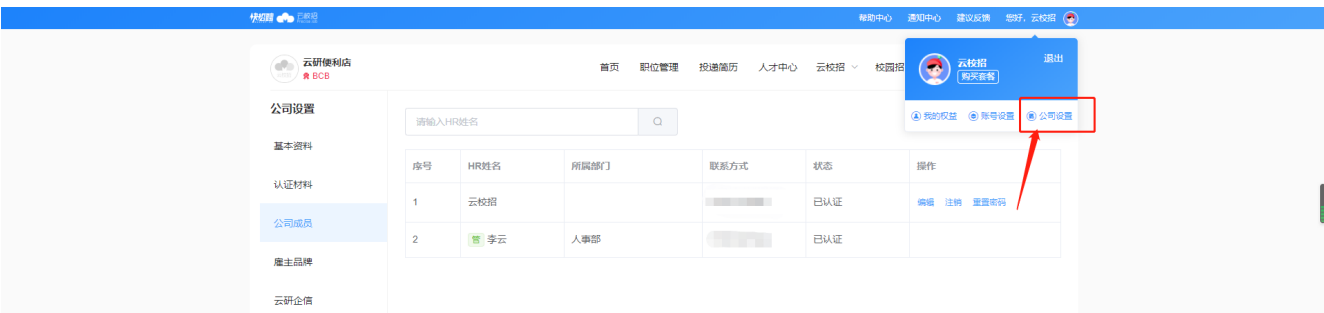 快招 云校招
帮助中心 通知中心 建议反馈 您好，云校招
云研便利店
BCB
首页 职位管理 投递简历 人才中心 云校招 校园招
云校招
购买套餐
退出
我的权益 账号设置 公司设置
公司设置
基本资料
认证材料
公司成员
雇主品牌
云研企信
请输入HR姓名
序号 HR姓名 所属部门 联系方式 状态 操作
1 云校招 已认证 编辑 注销 重置密码
2 管 李云 人事部 已认证